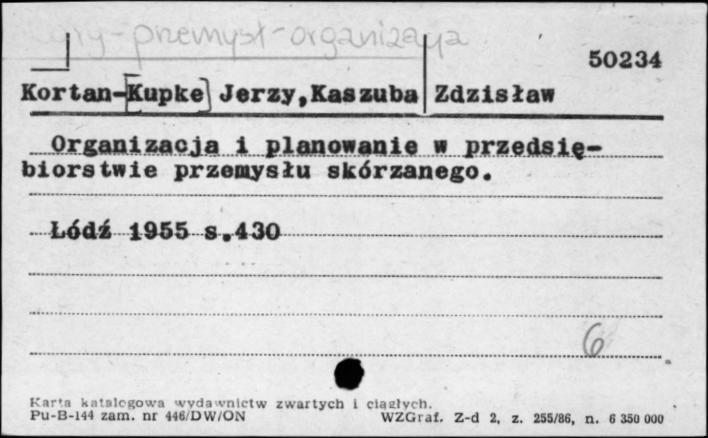 skóry-przemysł-organizacja
50234
Kortan-[Kupke] Jerzy,Kaszuba Zdzisław
Organizacja i planowanie w przedsię-
biorstwie przemysłu skórzanego.
Łódź 1955 s.430
6
Karta katalogowa wydawnictw zwartych i ciągłych.
Pu-B-144 zam. nr 446/DW/ON WZGraf. Z-d 2, z. 255/86, n. 6 350 000